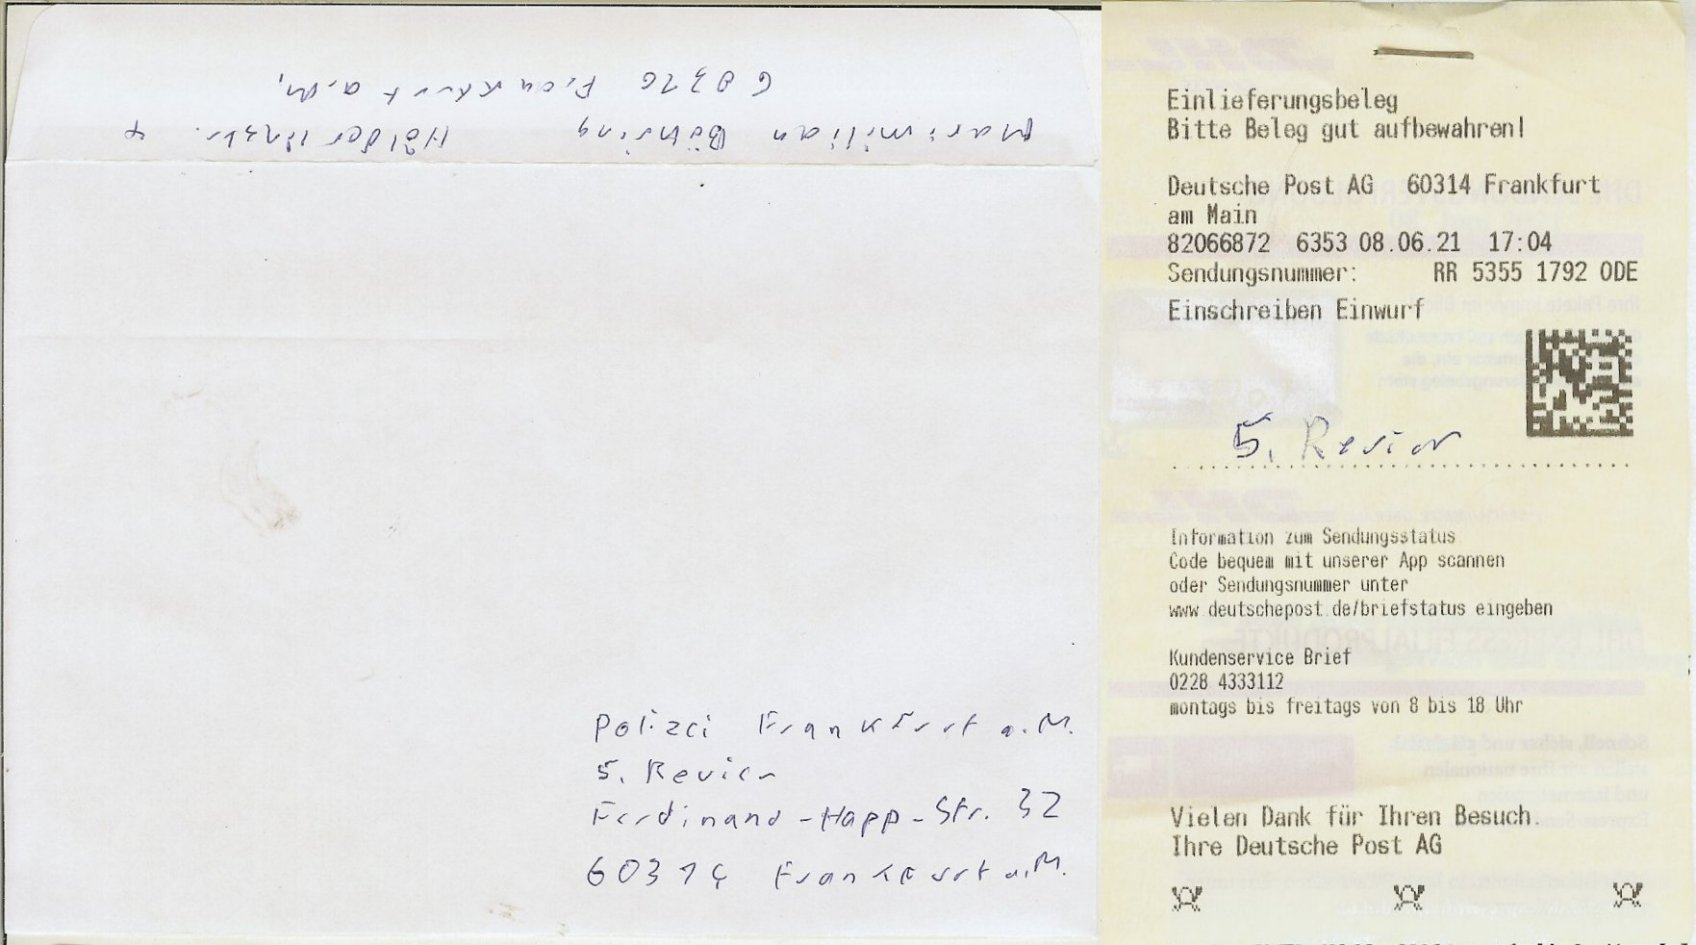 Maximilian Bähring Hölderlinstr. 4
60316 Frankfurt a.M.
Polizei Frankfurt a.M.
5. Revier
Ferdinand-Happ-Str. 32
60314 Frankfurt a.M.
Einlieferungsbeleg
Bitte Beleg gut aufbewahren!
Deutsche Post AG 60314 Frankfurt
am Main
82066872 6353 08.06.21 17:04
Sendungsnummer: RR 5355 1792 0DE
Einschreiben Einwurf
5. Revier
Information zum Sendungsstatus
Code bequem mit unserer App scannen
oder Sendungsnummer unter
www.deutschepost.de/briefstatus eingeben
Kundenservice Brief
0228 4333112
montags bis freitags von 8 bis 18 Uhr
Vielen Dank für Ihren Besuch.
Ihre Deutsche Post AG